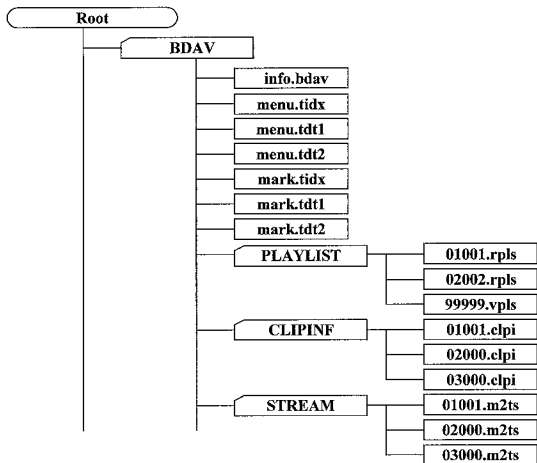 Root
BDAV
info.bdav
menu.tidx
menu.tdt1
menu.tdt2
mark.tidx
mark.tdt1
mark.tdt2
PLAYLIST
01001.rpls
02002.rpls
99999.vpls
CLIPINF
01001.clpi
02000.clpi
03000.clpi
STREAM
01001.m2ts
02000.m2ts
03000.m2ts